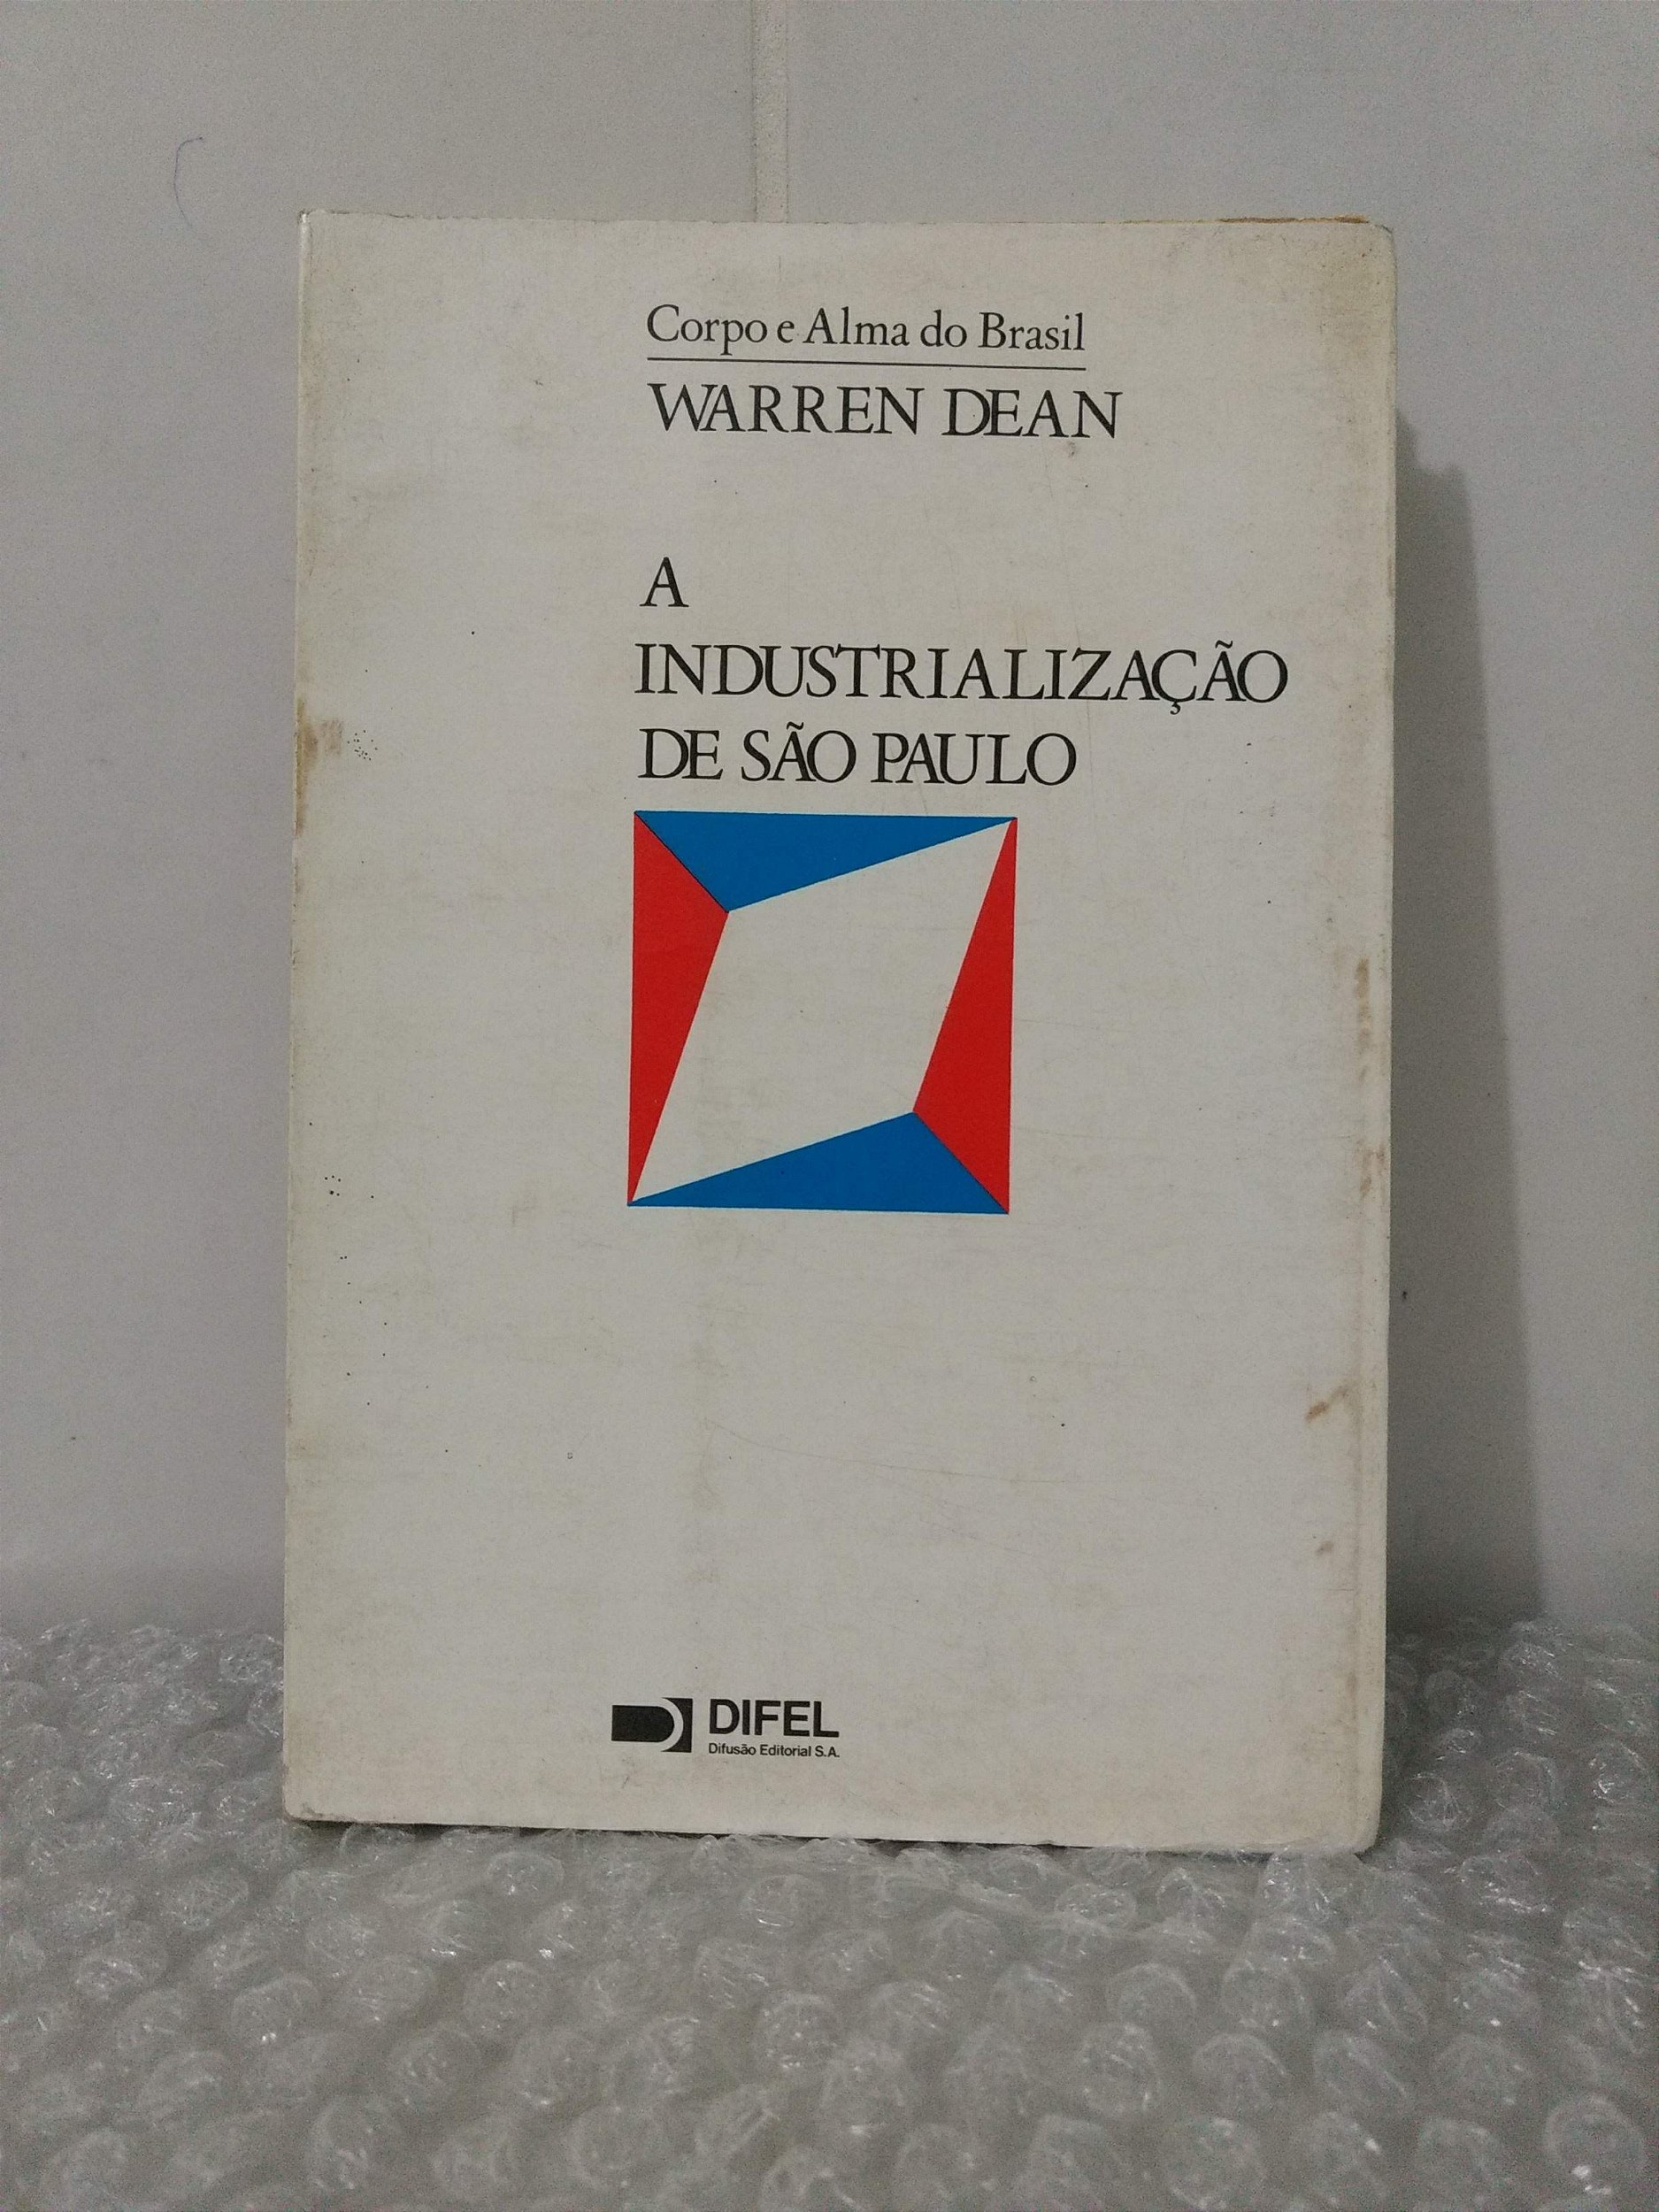 Corpo e Alma do Brasil
WARREN DEAN
A
INDUSTRIALIZAÇÃO
DE SÃO PAULO
DIFEL
Difusão Editorial S.A.